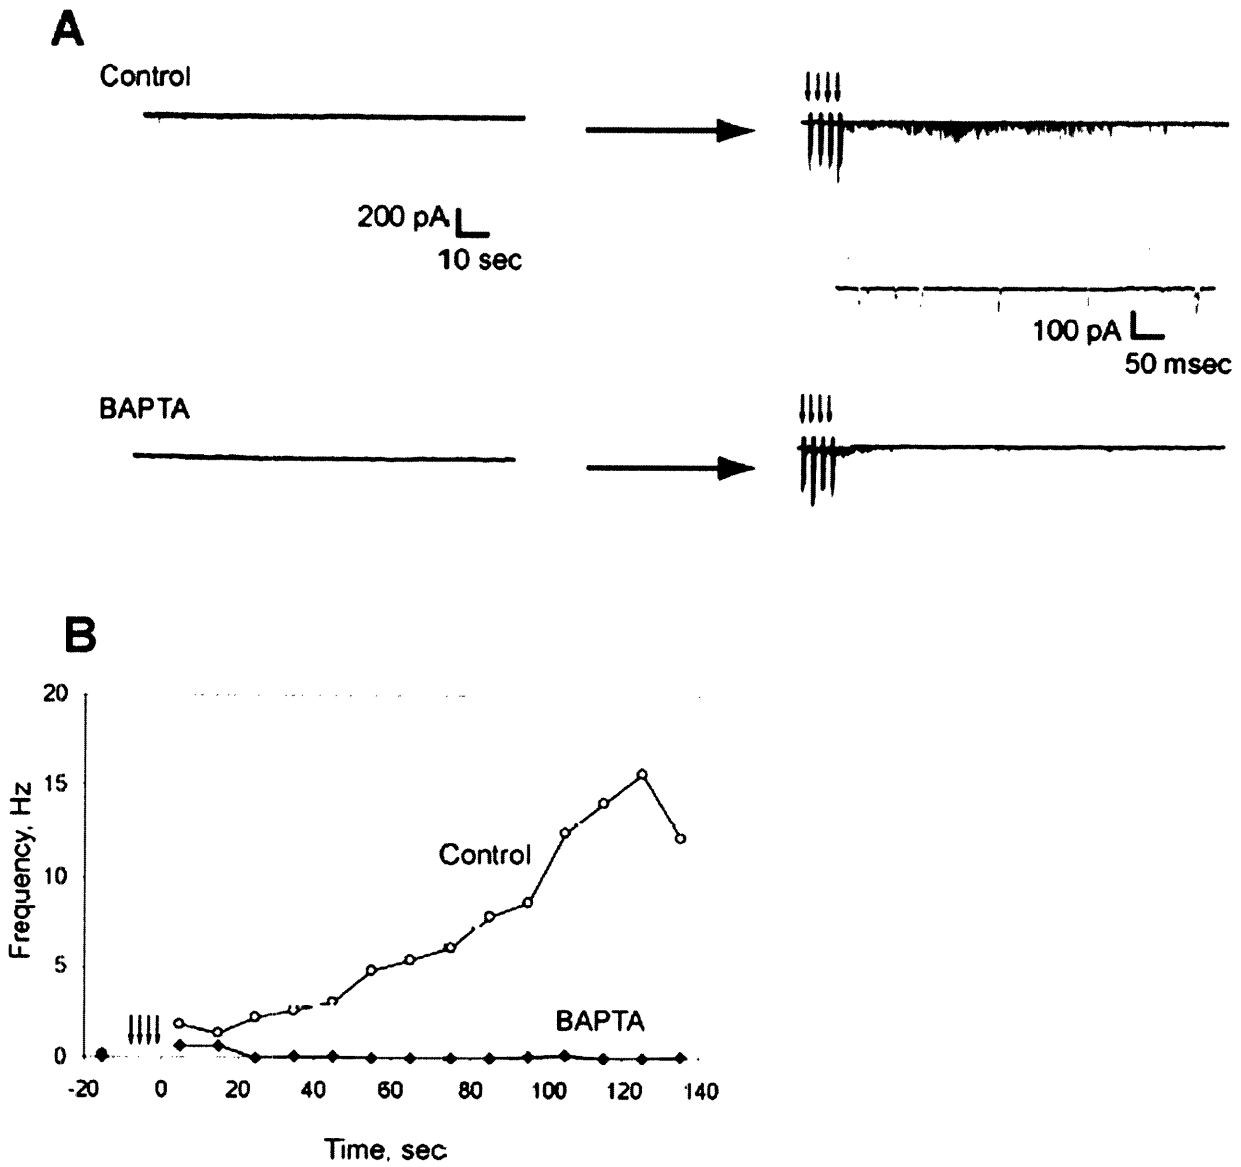 A
Control
200 pA
10 sec
100 pA
50 msec
BAPTA
B
20
15
10
5
0
Frequency, Hz
Control
BAPTA
-20 0 20 40 60 80 100 120 140
Time, sec